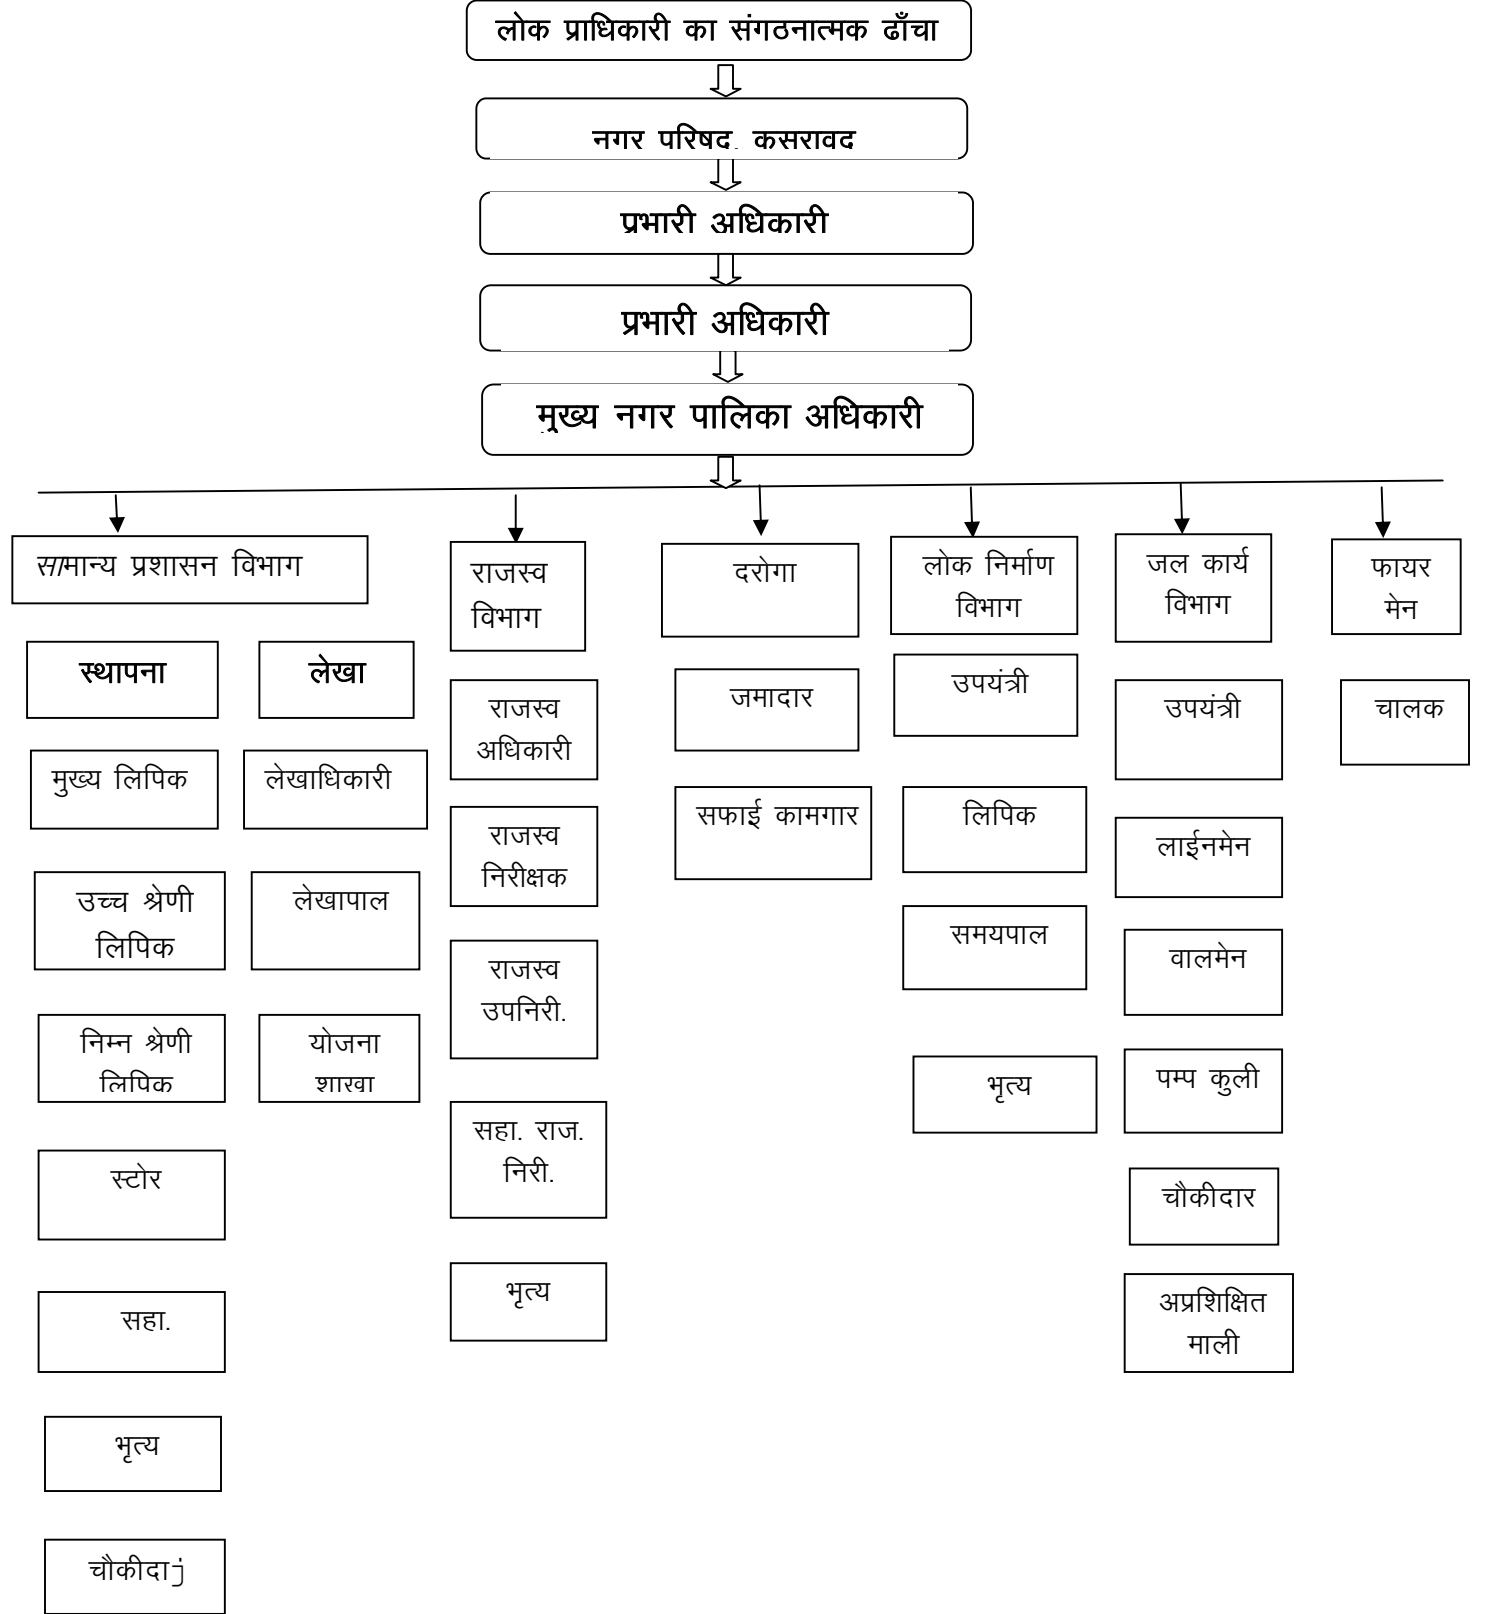 लोक प्राधिकारी का संगठनात्मक ढाँचा
नगर परिषद, कसरावद
प्रभारी अधिकारी
प्रभारी अधिकारी
मुख्य नगर पालिका अधिकारी
सामान्य प्रशासन विभाग
स्थापना
मुख्य लिपिक
उच्च श्रेणी
लिपिक
निम्न श्रेणी
लिपिक
स्टोर
सहा.
भृत्य
चौकीदाj
लेखा
लेखाधिकारी
लेखापाल
योजना
शाखा
राजस्व
विभाग
राजस्व
अधिकारी
राजस्व
निरीक्षक
राजस्व
उपनिरी.
सहा. राज.
निरी.
भृत्य
दरोगा
जमादार
सफाई कामगार
लोक निर्माण
विभाग
उपयंत्री
लिपिक
समयपाल
भृत्य
जल कार्य
विभाग
उपयंत्री
लाईनमेन
वालमेन
पम्प कुली
चौकीदार
अप्रशिक्षित
माली
फायर
मेन
चालक